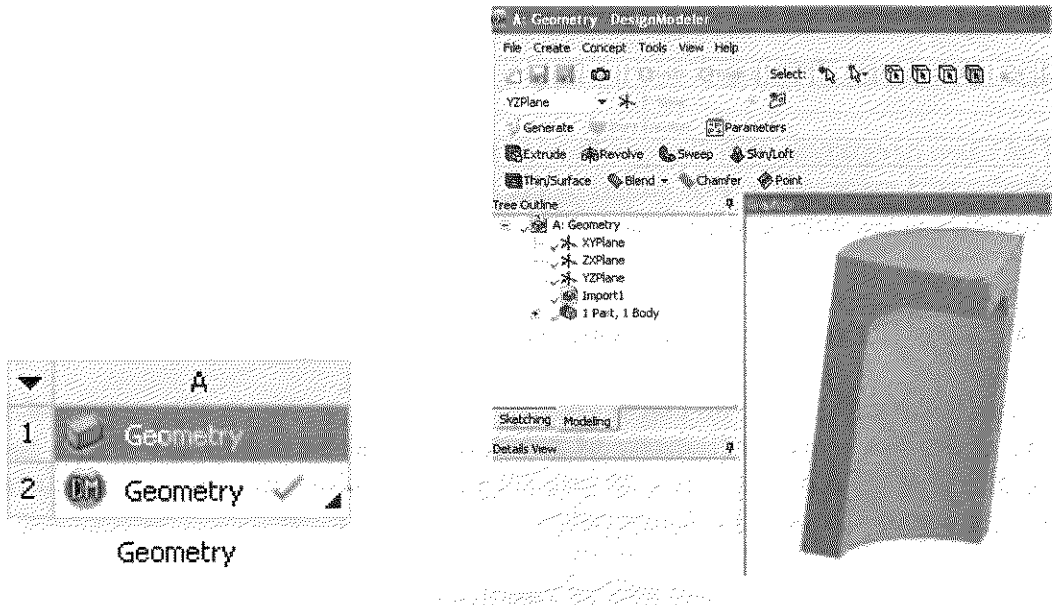 A: Geometry DesignModeler
File Create Concept Tools View Help
Select:
YZPlane
Generate Parameters
Extrude Revolve Sweep Skin/Loft
Thin/Surface Blend Chamfer Point
Tree Outline
A: Geometry
XYPlane
ZXPlane
YZPlane
Import1
1 Part, 1 Body
Sketching Modeling
Details View
A
1 Geometry
2 DM Geometry
Geometry